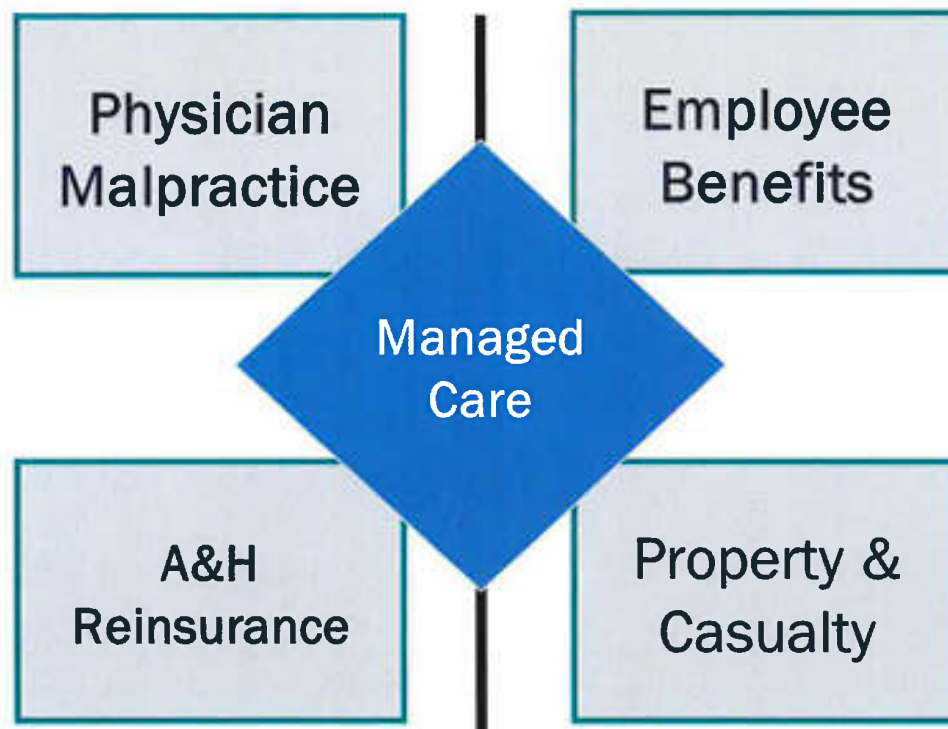 Physician
Malpractice
Employee
Benefits
Managed
Care
A&H
Reinsurance
Property &
Casualty